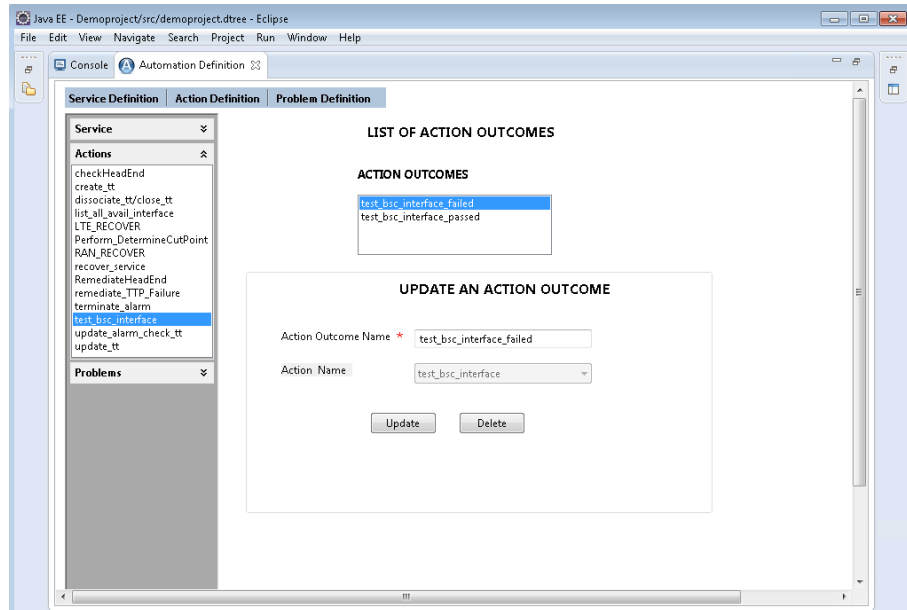 Java EE - Demoproject/src/demoproject.dtree - Eclipse
File Edit View Navigate Search Project Run Window Help
Console Automation Definition
Service Definition Action Definition Problem Definition
Service
Actions
checkHeadEnd
create_tt
dissociate_tt/close_tt
list_all_avail_interface
LTE_RECOVER
Perform_DetermineCutPoint
RAN_RECOVER
recover_service
RemediateHeadEnd
remediate_TTP_Failure
terminate_alarm
test_bsc_interface
update_alarm_check_tt
update_tt
Problems
LIST OF ACTION OUTCOMES
ACTION OUTCOMES
test_bsc_interface_failed
test_bsc_interface_passed
UPDATE AN ACTION OUTCOME
Action Outcome Name * test_bsc_interface_failed
Action Name test_bsc_interface
Update Delete